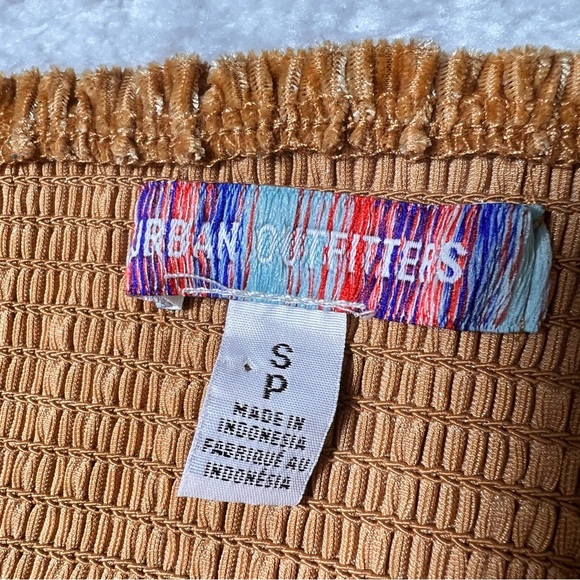 URBAN OUTFITTERS
S
P
MADE IN
INDONESIA
FABRIQUÉ AU
INDONÉSIA